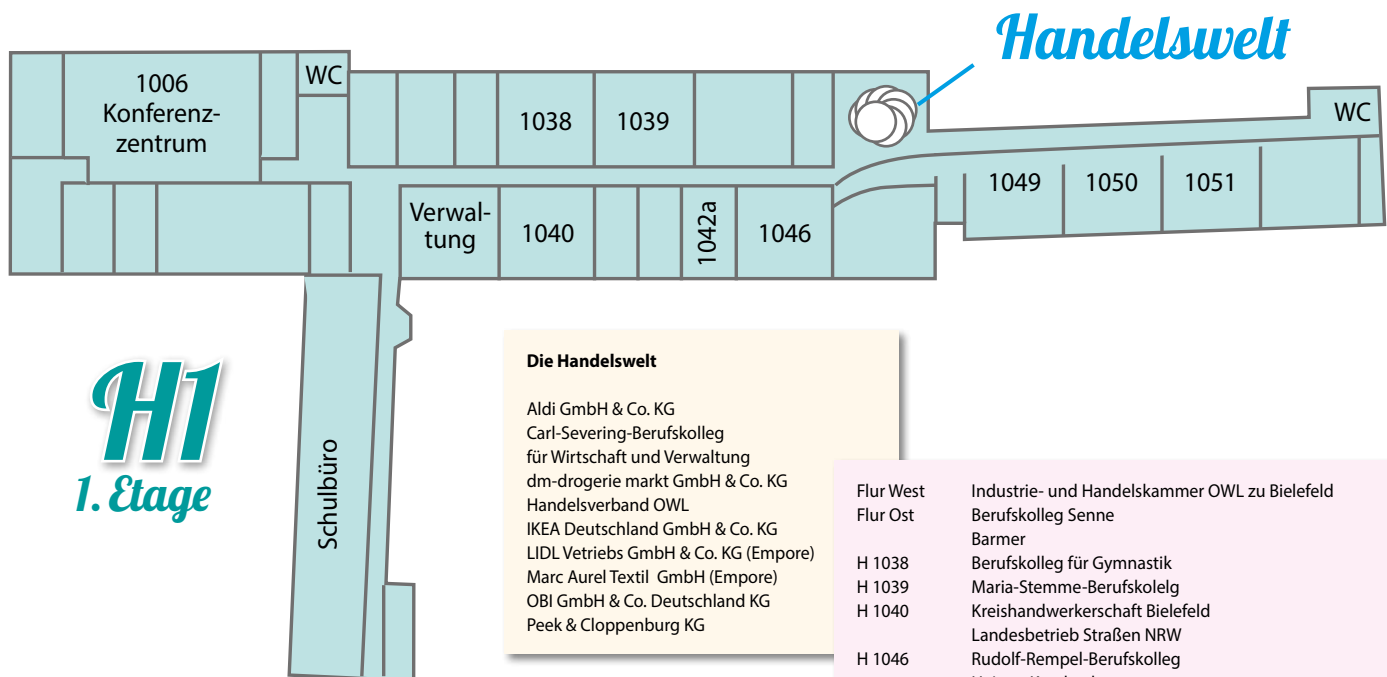 Handelswelt
1006
Konferenz-
zentrum
WC
1038
1039
WC
1049
1050
1051
Verwal-
tung
1040
1042a
1046
H1
1. Etage
Schulbüro
Die Handelswelt
Aldi GmbH & Co. KG
Carl-Severing-Berufskolleg
für Wirtschaft und Verwaltung
dm-drogerie markt GmbH & Co. KG
Handelsverband OWL
IKEA Deutschland GmbH & Co. KG
LIDL Vetriebs GmbH & Co. KG (Empore)
Marc Aurel Textil GmbH (Empore)
OBI GmbH & Co. Deutschland KG
Peek & Cloppenburg KG
Flur West Industrie- und Handelskammer OWL zu Bielefeld
Flur Ost Berufskolleg Senne
Barmer
H 1038 Berufskolleg für Gymnastik
H 1039 Maria-Stemme-Berufskolelg
H 1040 Kreishandwerkerschaft Bielefeld
Landesbetrieb Straßen NRW
H 1046 Rudolf-Rempel-Berufskolleg